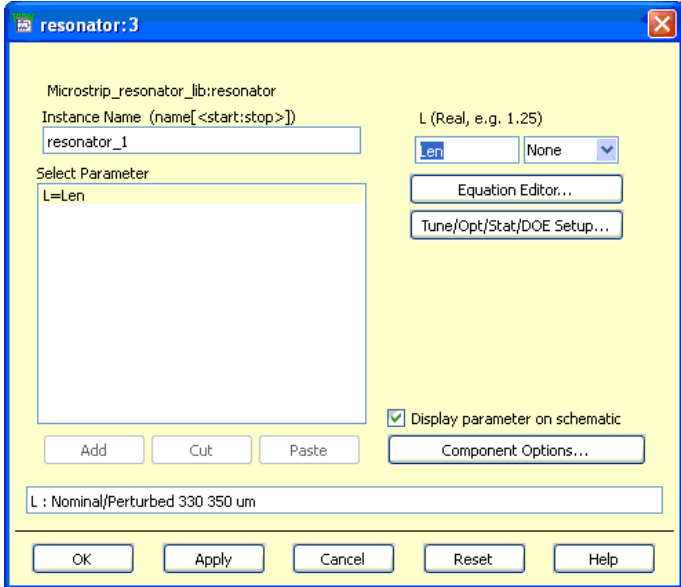 resonator:3
Microstrip_resonator_lib:resonator
Instance Name (name[<start:stop>])
resonator_1
Select Parameter
L=Len
L (Real, e.g. 1.25)
Len
None
Equation Editor...
Tune/Opt/Stat/DOE Setup...
Display parameter on schematic
Add
Cut
Paste
Component Options...
L : Nominal/Perturbed 330 350 um
OK
Apply
Cancel
Reset
Help